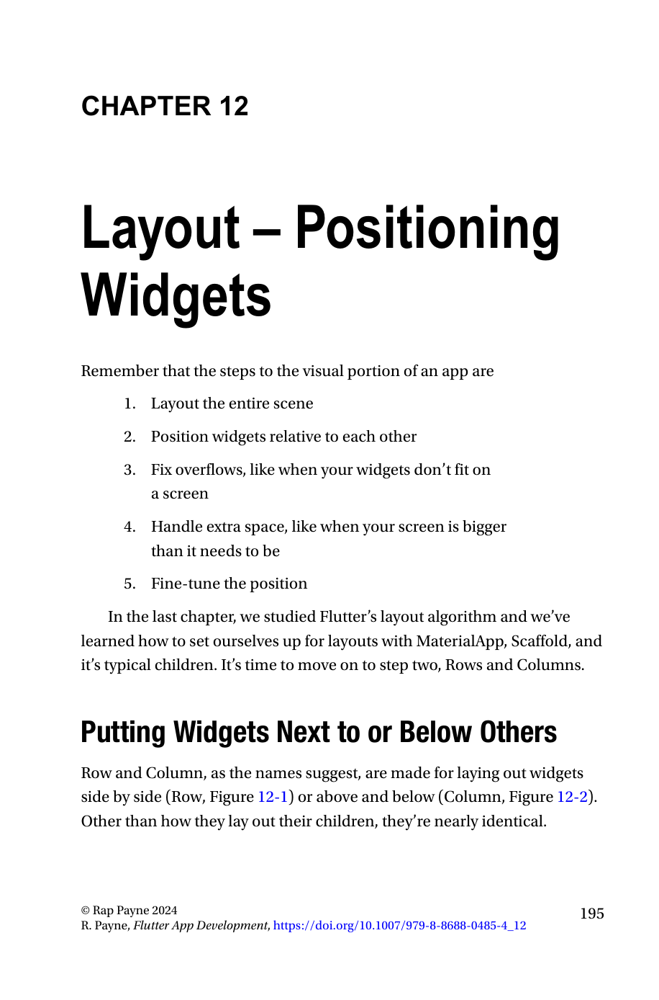 CHAPTER 12
Layout – Positioning
Widgets
Remember that the steps to the visual portion of an app are
1. Layout the entire scene
2. Position widgets relative to each other
3. Fix overflows, like when your widgets don’t fit on
a screen
4. Handle extra space, like when your screen is bigger
than it needs to be
5. Fine-tune the position
In the last chapter, we studied Flutter’s layout algorithm and we’ve
learned how to set ourselves up for layouts with MaterialApp, Scaffold, and
it’s typical children. It’s time to move on to step two, Rows and Columns.
Putting Widgets Next to or Below Others
Row and Column, as the names suggest, are made for laying out widgets
side by side (Row, Figure 12-1) or above and below (Column, Figure 12-2).
Other than how they lay out their children, they’re nearly identical.
© Rap Payne 2024
R. Payne, Flutter App Development, https://doi.org/10.1007/979-8-8688-0485-4_12
195